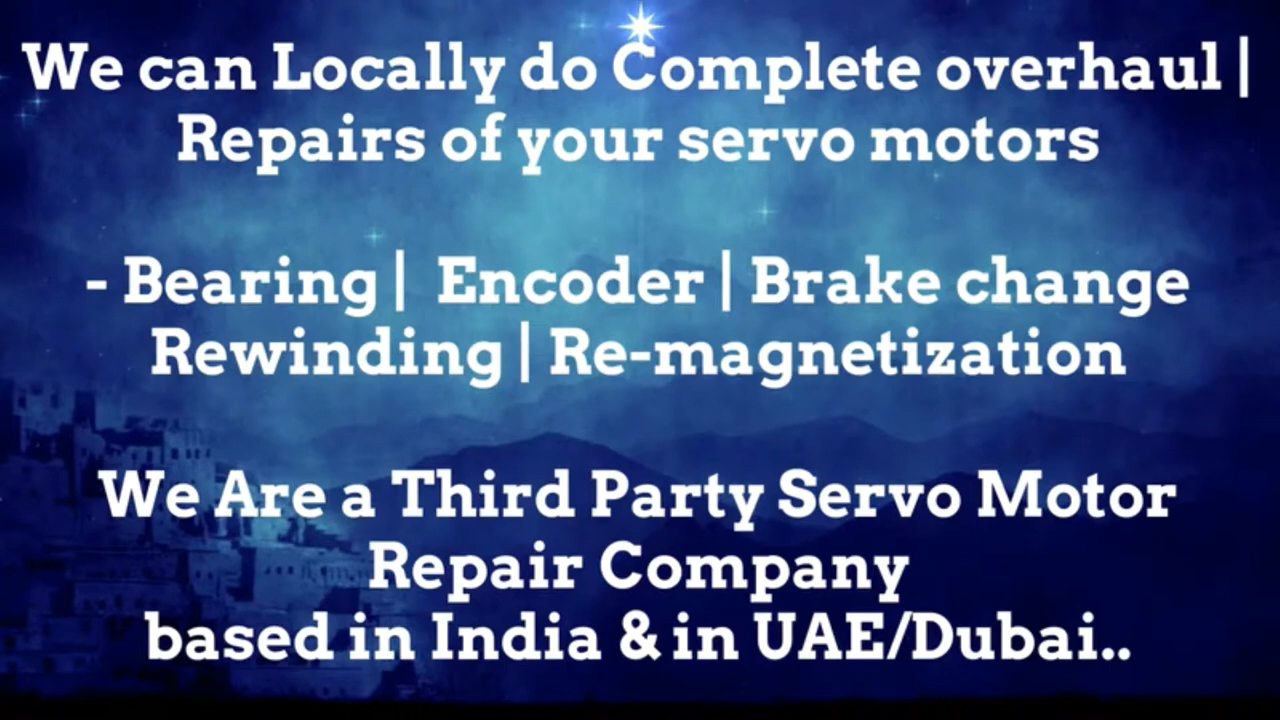 We can Locally do Complete overhaul |
Repairs of your servo motors
- Bearing | Encoder | Brake change
Rewinding | Re-magnetization
We Are a Third Party Servo Motor
Repair Company
based in India & in UAE/Dubai..